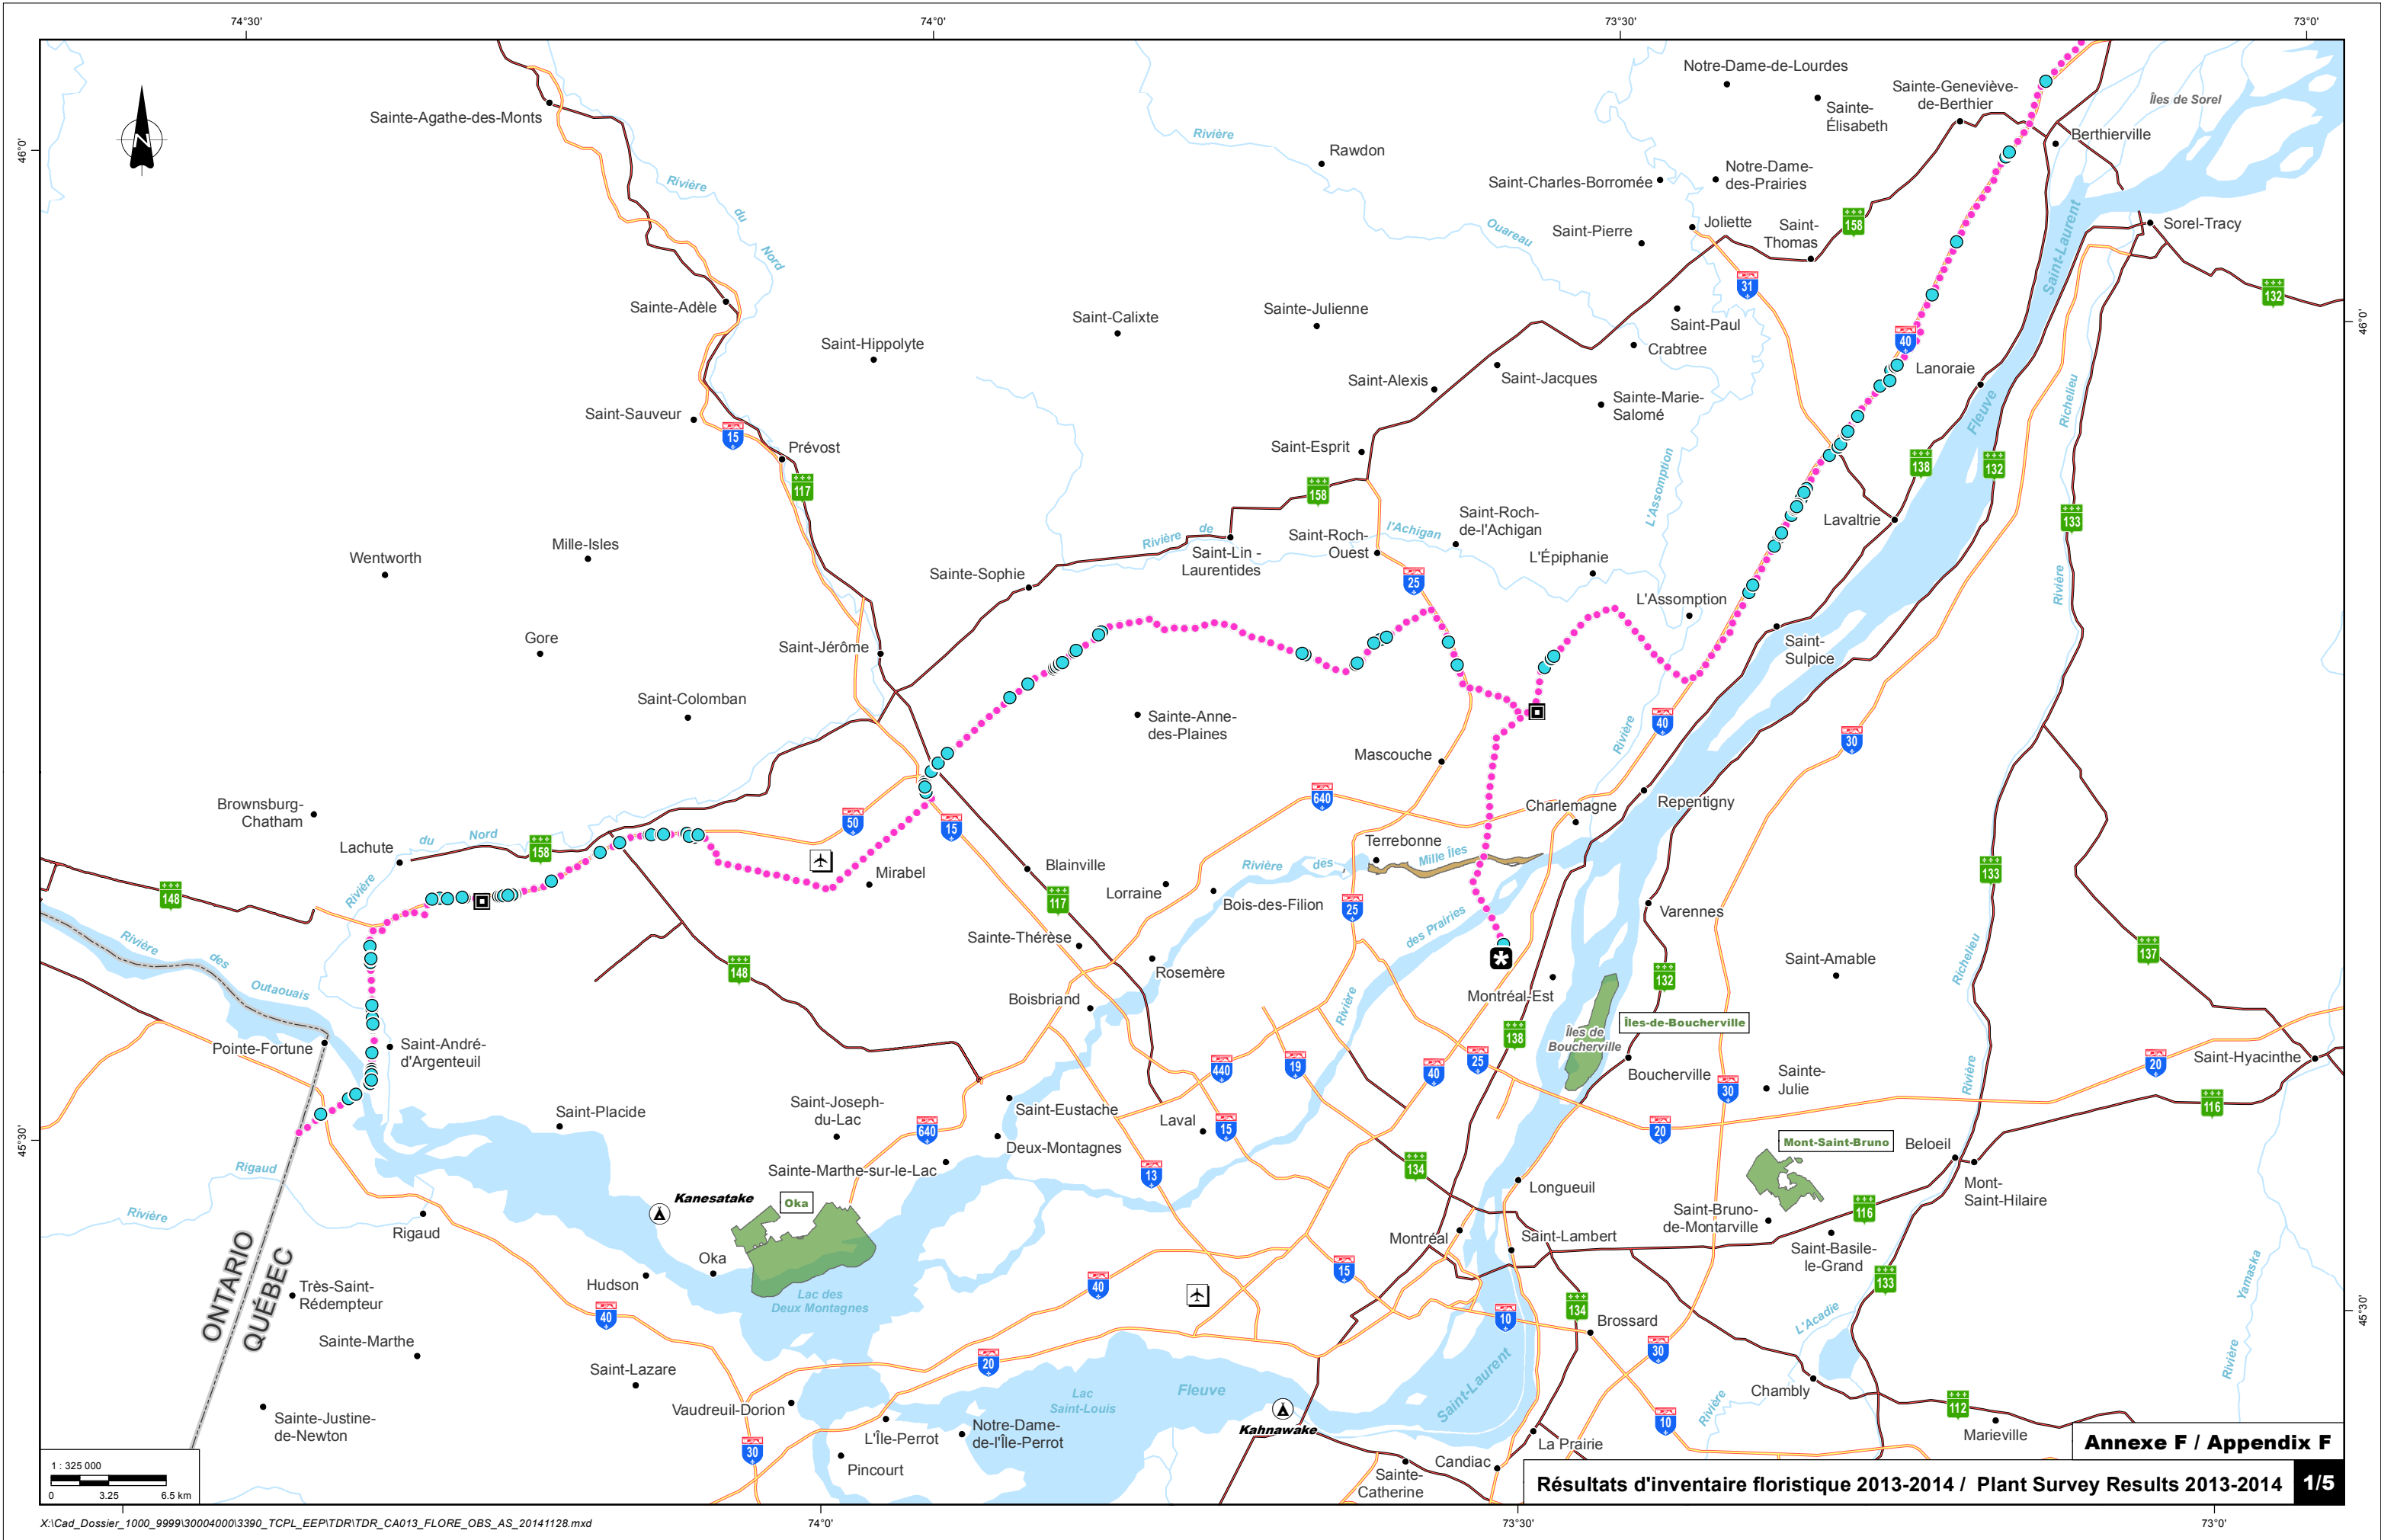 74°30'
74°0'
73°30'
73°0'
46°0'
46°0'
45°30'
45°30'
N
Notre-Dame-de-Lourdes
Sainte-Geneviève-
de-Berthier
Îles de Sorel
Sainte-
Élisabeth
Sainte-Agathe-des-Monts
Berthierville
Rivière
Rawdon
Rivière
du
Nord
Saint-Charles-Borromée
Notre-Dame-
des-Prairies
Ouareau
Saint-Pierre
Joliette
Saint-
Thomas
158
Saint-Laurent
Sorel-Tracy
31
132
Sainte-Adèle
Saint-Calixte
Sainte-Julienne
Saint-Paul
40
Saint-Hippolyte
Crabtree
Lanoraie
Saint-Alexis
Saint-Jacques
Sainte-Marie-
Salomé
Fleuve
Richelieu
Saint-Sauveur
15
Prévost
Saint-Esprit
117
158
L'Assomption
138
132
133
Lavaltrie
Saint-Roch-
de-l'Achigan
Rivière
de
l'Achigan
Saint-Lin -
Laurentides
Saint-Roch-
Ouest
L'Épiphanie
Wentworth
Mille-Isles
Sainte-Sophie
25
Rivière
L'Assomption
Gore
Saint-Jérôme
Saint-
Sulpice
Saint-Colomban
Sainte-Anne-
des-Plaines
Rivière
40
30
Mascouche
640
Repentigny
Charlemagne
Brownsburg-
Chatham
50
15
Lachute
du
Nord
158
Terrebonne
Rivière
des
Mille Îles
Blainville
Mirabel
133
148
Rivière
Lorraine
Bois-des-Filion
117
25
Varennes
des Prairies
Sainte-Thérèse
Rivière
des
Outaouais
148
Rosemère
Saint-Amable
137
132
Montréal-Est
Richelieu
Boisbriand
Rivière
Îles-de-Boucherville
Îles de
Boucherville
138
Pointe-Fortune
Saint-André-
d'Argenteuil
440
19
40
25
20
Saint-Hyacinthe
Boucherville
30
Sainte-
Julie
Rivière
116
Saint-Placide
Saint-Joseph-
du-Lac
Saint-Eustache
640
Laval
15
20
Deux-Montagnes
Mont-Saint-Bruno
Beloeil
Sainte-Marthe-sur-le-Lac
13
134
Rigaud
Mont-
Saint-Hilaire
Longueuil
Kanesatake
Oka
Rivière
Saint-Bruno-
de-Montarville
116
Rigaud
Montréal
Saint-Lambert
Saint-Basile-
le-Grand
ONTARIO
QUÉBEC
Oka
Hudson
Très-Saint-
Rédempteur
Lac des
Deux Montagnes
40
15
133
Yamaska
40
10
134
Brossard
L'Acadie
Sainte-Marthe
20
30
Rivière
Saint-Lazare
Saint-Laurent
Chambly
Fleuve
Lac
Saint-Louis
Vaudreuil-Dorion
Rivière
112
Sainte-Justine-
de-Newton
L'Île-Perrot
Notre-Dame-
de-l'Île-Perrot
Kahnawake
10
Marieville
La Prairie
30
Pincourt
Candiac
Sainte-
Catherine
1 : 325 000
0 3.25 6.5 km
Annexe F / Appendix F
Résultats d'inventaire floristique 2013-2014 / Plant Survey Results 2013-2014 1/5
74°0'
73°30'
73°0'
X:\Cad_Dossier_1000_9999\30004000\3390_TCPL_EEP\TDR\TDR_CA013_FLORE_OBS_AS_20141128.mxd